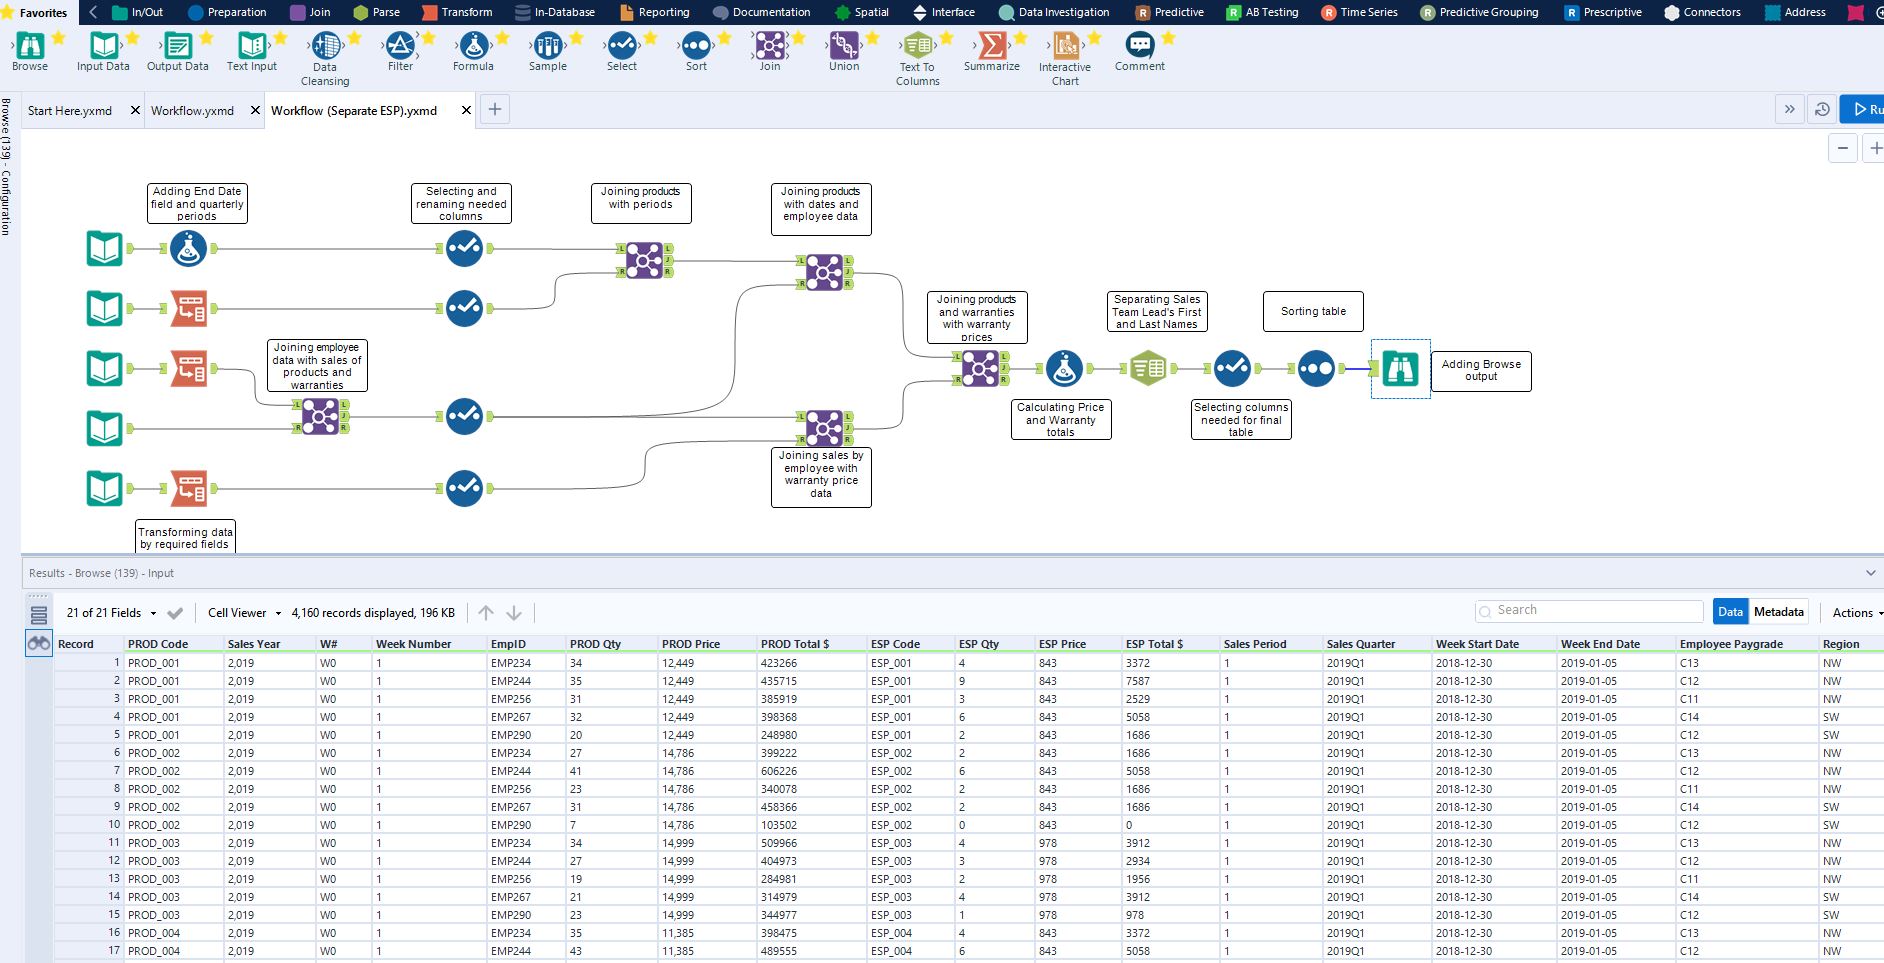 Favorites In/Out Preparation Join Parse Transform In-Database Reporting Documentation Spatial Interface Data Investigation Predictive AB Testing Time Series Predictive Grouping Prescriptive Connectors Address
Browse Input Data Output Data Text Input Data Cleansing Filter Formula Sample Select Sort Join Union Text To Columns Summarize Interactive Chart Comment
Start Here.yxmd Workflow.yxmd Workflow (Separate ESP).yxmd Ru
Browse (139) - Configuration
Adding End Date
field and quarterly
periods
Selecting and
renaming needed
columns
Joining products
with periods
Joining products
with dates and
employee data
Joining employee
data with sales of
products and
warranties
Joining products
and warranties
with warranty
prices
Separating Sales
Team Lead's First
and Last Names
Sorting table
Adding Browse
output
Calculating Price
and Warranty
totals
Selecting columns
needed for final
table
Joining sales by
employee with
warranty price
data
Transforming data
by required fields
L L J R R
L L J R R
L L J R R
L L J R R
L L J R R
Results - Browse (139) - Input
21 of 21 Fields Cell Viewer 4,160 records displayed, 196 KB Search Data Metadata Actions
Record PROD Code Sales Year W# Week Number EmpID PROD Qty PROD Price PROD Total $ ESP Code ESP Qty ESP Price ESP Total $ Sales Period Sales Quarter Week Start Date Week End Date Employee Paygrade Region
1 PROD_001 2,019 W0 1 EMP234 34 12,449 423266 ESP_001 4 843 3372 1 2019Q1 2018-12-30 2019-01-05 C13 NW
2 PROD_001 2,019 W0 1 EMP244 35 12,449 435715 ESP_001 9 843 7587 1 2019Q1 2018-12-30 2019-01-05 C12 NW
3 PROD_001 2,019 W0 1 EMP256 31 12,449 385919 ESP_001 3 843 2529 1 2019Q1 2018-12-30 2019-01-05 C11 NW
4 PROD_001 2,019 W0 1 EMP267 32 12,449 398368 ESP_001 6 843 5058 1 2019Q1 2018-12-30 2019-01-05 C14 SW
5 PROD_001 2,019 W0 1 EMP290 20 12,449 248980 ESP_001 2 843 1686 1 2019Q1 2018-12-30 2019-01-05 C12 SW
6 PROD_002 2,019 W0 1 EMP234 27 14,786 399222 ESP_002 2 843 1686 1 2019Q1 2018-12-30 2019-01-05 C13 NW
7 PROD_002 2,019 W0 1 EMP244 41 14,786 606226 ESP_002 6 843 5058 1 2019Q1 2018-12-30 2019-01-05 C12 NW
8 PROD_002 2,019 W0 1 EMP256 23 14,786 340078 ESP_002 2 843 1686 1 2019Q1 2018-12-30 2019-01-05 C11 NW
9 PROD_002 2,019 W0 1 EMP267 31 14,786 458366 ESP_002 2 843 1686 1 2019Q1 2018-12-30 2019-01-05 C14 SW
10 PROD_002 2,019 W0 1 EMP290 7 14,786 103502 ESP_002 0 843 0 1 2019Q1 2018-12-30 2019-01-05 C12 SW
11 PROD_003 2,019 W0 1 EMP234 34 14,999 509966 ESP_003 4 978 3912 1 2019Q1 2018-12-30 2019-01-05 C13 NW
12 PROD_003 2,019 W0 1 EMP244 27 14,999 404973 ESP_003 3 978 2934 1 2019Q1 2018-12-30 2019-01-05 C12 NW
13 PROD_003 2,019 W0 1 EMP256 19 14,999 284981 ESP_003 2 978 1956 1 2019Q1 2018-12-30 2019-01-05 C11 NW
14 PROD_003 2,019 W0 1 EMP267 21 14,999 314979 ESP_003 4 978 3912 1 2019Q1 2018-12-30 2019-01-05 C14 SW
15 PROD_003 2,019 W0 1 EMP290 23 14,999 344977 ESP_003 1 978 978 1 2019Q1 2018-12-30 2019-01-05 C12 SW
16 PROD_004 2,019 W0 1 EMP234 35 11,385 398475 ESP_004 4 843 3372 1 2019Q1 2018-12-30 2019-01-05 C13 NW
17 PROD_004 2,019 W0 1 EMP244 43 11,385 489555 ESP_004 6 843 5058 1 2019Q1 2018-12-30 2019-01-05 C12 NW